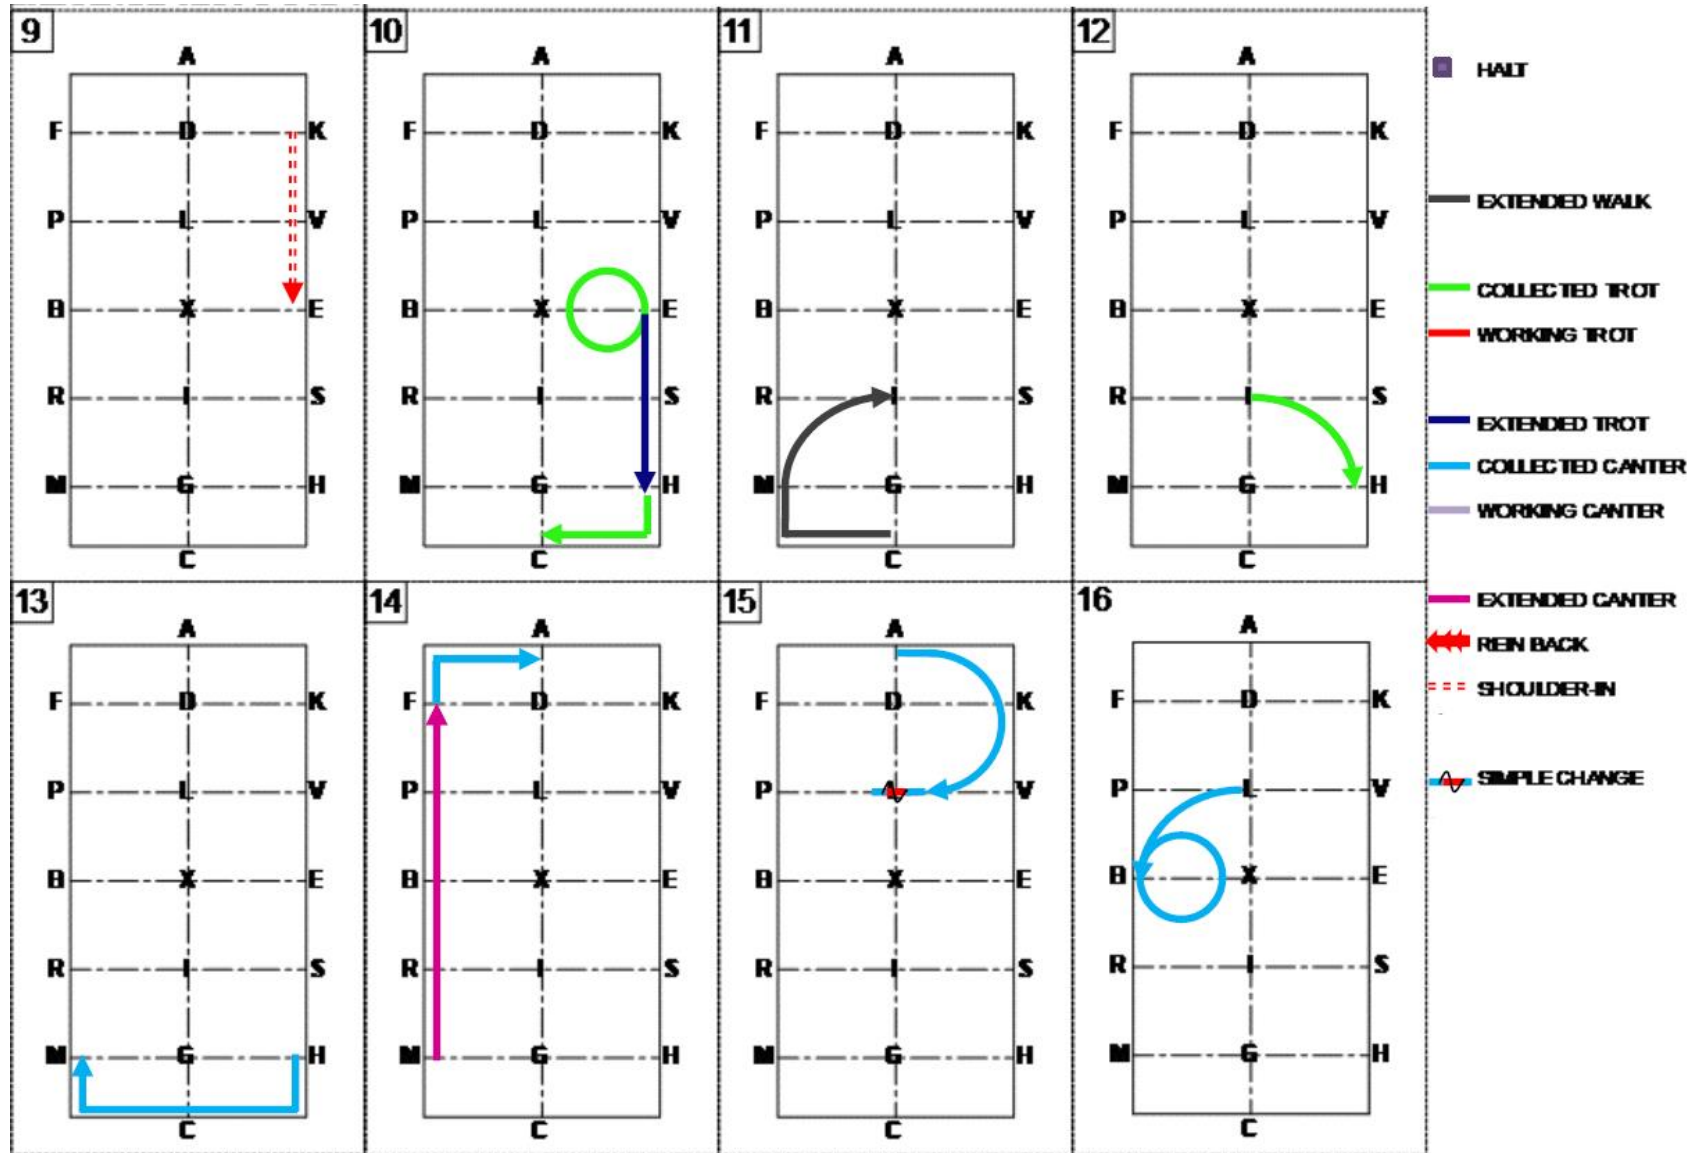 9 10 11 12
A A A A
F D K F D K F D K F D K
P L V P L V P L V P L V
B X E B X E B X E B X E
R I S R I S R I S R I S
M G H M G H M G H M G H
C C C C
13 14 15 16
A A A A
F D K F D K F D K F D K
P L V P L V P V P L V
B X E B X E B X E B X E
R I S R I S R I S R I S
M G H M G H M G H M G H
C C C C
HALT
EXTENDED WALK
COLLECTED TROT
WORKING TROT
EXTENDED TROT
COLLECTED CANTER
WORKING CANTER
EXTENDED CANTER
REIN BACK
SHOULDER-IN
SIMPLE CHANGE